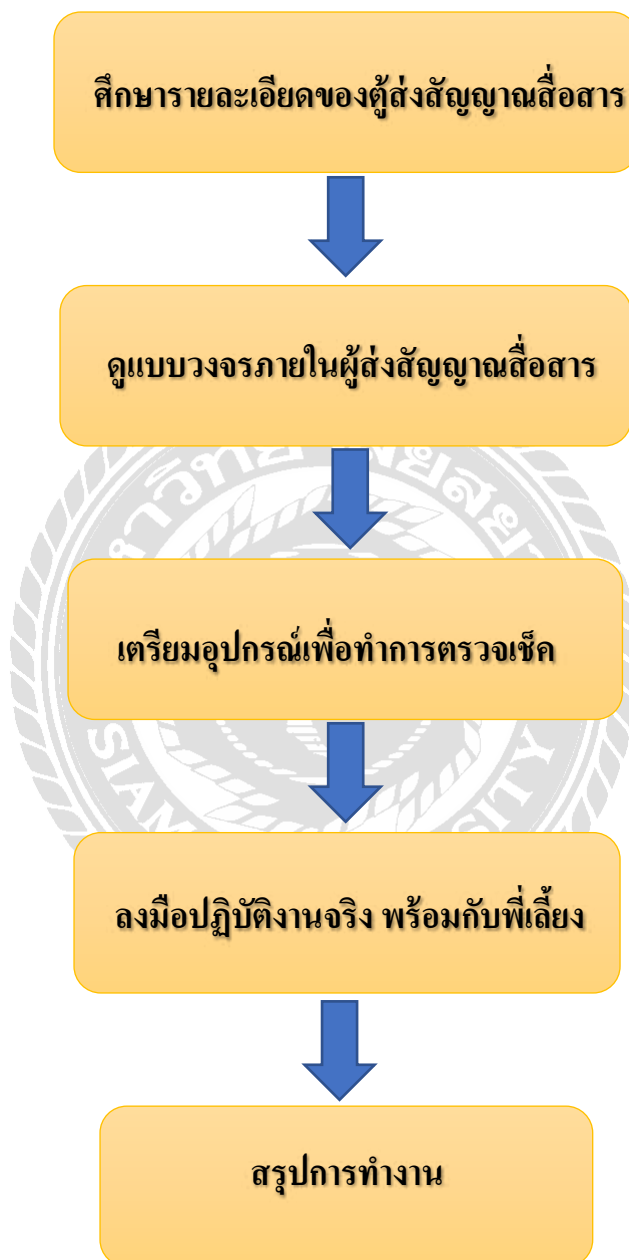 ศึกษารายละเอียดของตู้ส่งสัญญาณสื่อสาร
ดูแบบวงจรภายในผู้ส่งสัญญาณสื่อสาร
เตรียมอุปกรณ์เพื่อทำการตรวจเช็ค
SIAM
SITY
ลงมือปฏิบัติงานจริง พร้อมกับพี่เลี้ยง
สรุปการทำงาน